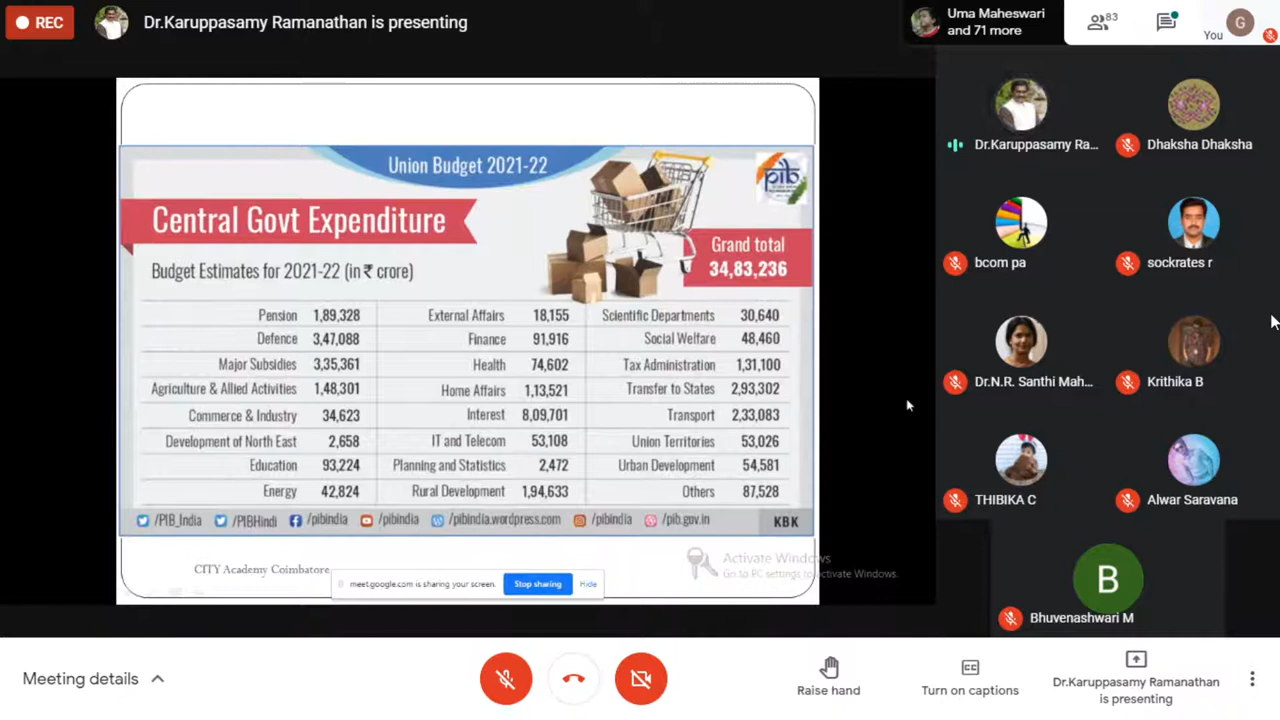 REC
Dr.Karuppasamy Ramanathan is presenting
Uma Maheswari
and 71 more
83
You
G
Union Budget 2021-22
pib
Central Govt Expenditure
Grand total
34,83,236
Budget Estimates for 2021-22 (in ₹ crore)
Pension 1,89,328 External Affairs 18,155 Scientific Departments 30,640
Defence 3,47,088 Finance 91,916 Social Welfare 48,460
Major Subsidies 3,35,361 Health 74,602 Tax Administration 1,31,100
Agriculture & Allied Activities 1,48,301 Home Affairs 1,13,521 Transfer to States 2,93,302
Commerce & Industry 34,623 Interest 8,09,701 Transport 2,33,083
Development of North East 2,658 IT and Telecom 53,108 Union Territories 53,026
Education 93,224 Planning and Statistics 2,472 Urban Development 54,581
Energy 42,824 Rural Development 1,94,633 Others 87,528
/PIB_India /PIBHindi /pibindia /pibindia /pibindia.wordpress.com /pibindia /pib.gov.in KBK
CITY Academy Coimbatore
meet.google.com is sharing your screen. Stop sharing Hide
Activate Windows
Go to PC settings to activate Windows.
Dr.Karuppasamy Ra... Dhaksha Dhaksha
bcom pa sockrates r
Dr.N.R. Santhi Mah... Krithika B
THIBIKA C Alwar Saravana
B
Bhuvenashwari M
Meeting details
Raise hand
Turn on captions
Dr.Karuppasamy Ramanathan
is presenting